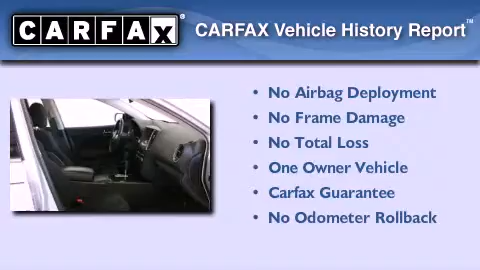 CARFAX® CARFAX Vehicle History Report™
• No Airbag Deployment
• No Frame Damage
• No Total Loss
• One Owner Vehicle
• Carfax Guarantee
• No Odometer Rollback